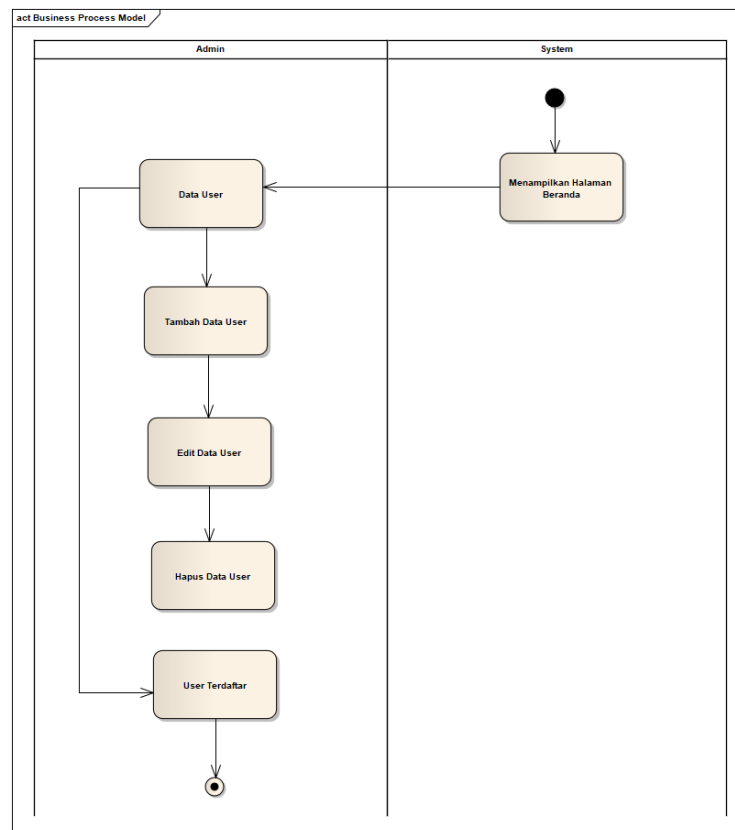 act Business Process Model
Admin
System
Menampilkan Halaman
Beranda
Data User
Tambah Data User
Edit Data User
Hapus Data User
User Terdaftar